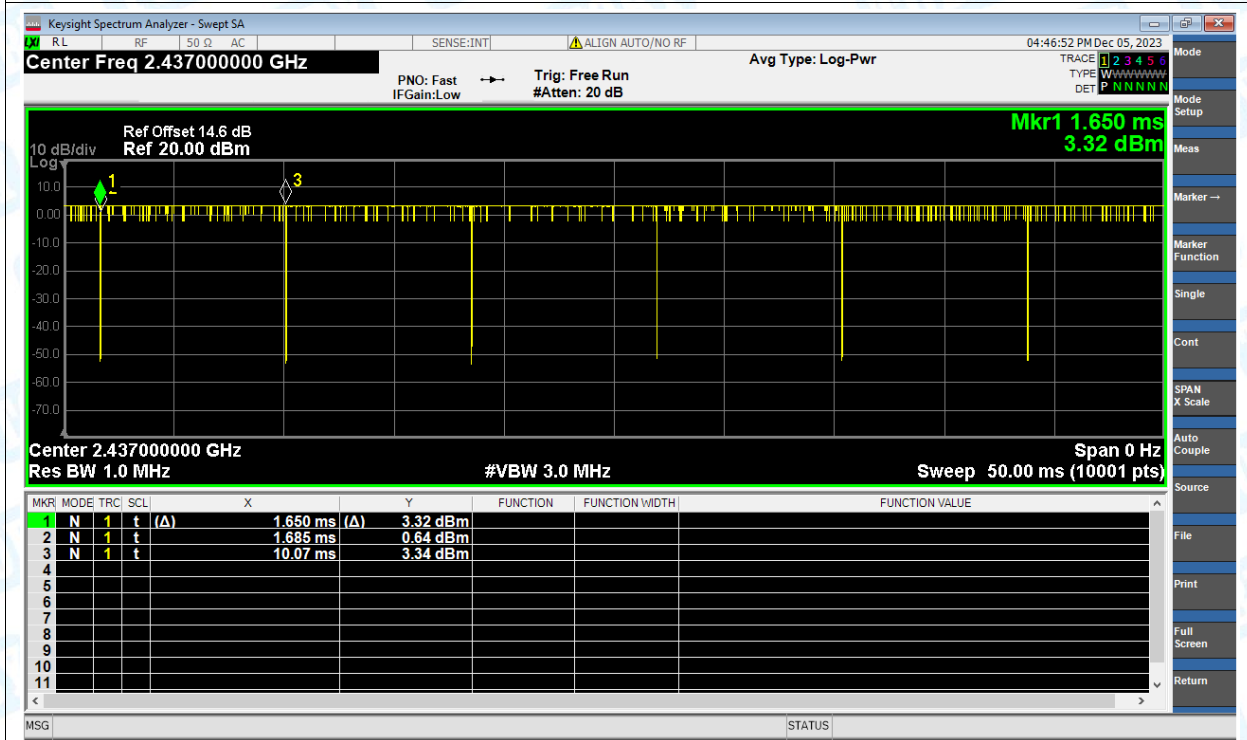 Keysight Spectrum Analyzer - Swept SA
LXI RL RF 50 Ω AC SENSE:INT ALIGN AUTO/NO RF 04:46:52 PM Dec 05, 2023
Center Freq 2.437000000 GHz
PNO: Fast
IFGain:Low
Trig: Free Run
#Atten: 20 dB
Avg Type: Log-Pwr
TRACE 1 2 3 4 5 6
TYPE WWWWWW
DET P N N N N N
Ref Offset 14.6 dB
10 dB/div Ref 20.00 dBm
Log
Mkr1 1.650 ms
3.32 dBm
1
3
10.0
0.00
-10.0
-20.0
-30.0
-40.0
-50.0
-60.0
-70.0
Center 2.437000000 GHz Span 0 Hz
Res BW 1.0 MHz #VBW 3.0 MHz Sweep 50.00 ms (10001 pts)
MKR MODE TRC SCL X Y FUNCTION FUNCTION WIDTH FUNCTION VALUE
1 N 1 t (Δ) 1.650 ms (Δ) 3.32 dBm
2 N 1 t 1.685 ms 0.64 dBm
3 N 1 t 10.07 ms 3.34 dBm
4
5
6
7
8
9
10
11
MSG STATUS
Mode
Mode
Setup
Meas
Marker →
Marker
Function
Single
Cont
SPAN
X Scale
Auto
Couple
Source
File
Print
Full
Screen
Return